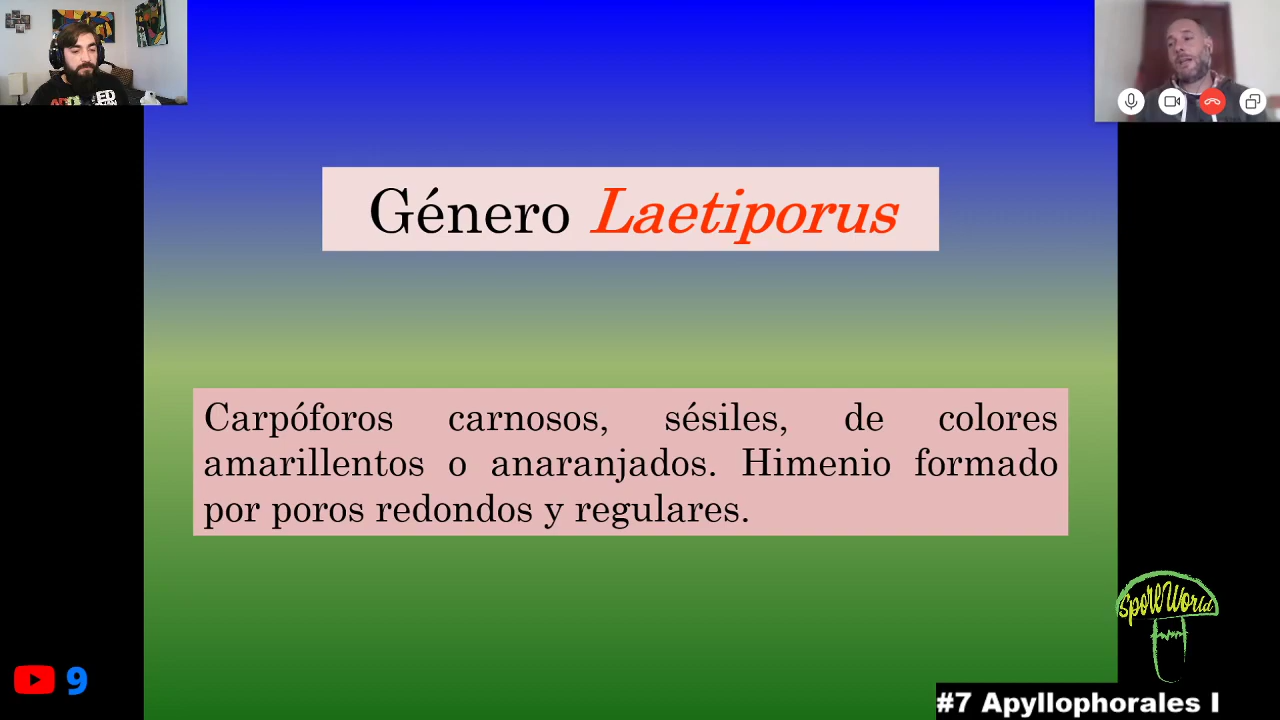 Género Laetiporus
Carpóforos carnosos, sésiles, de colores
amarillentos o anaranjados. Himenio formado
por poros redondos y regulares.
SporeWorld
9
#7 Apyllophorales I